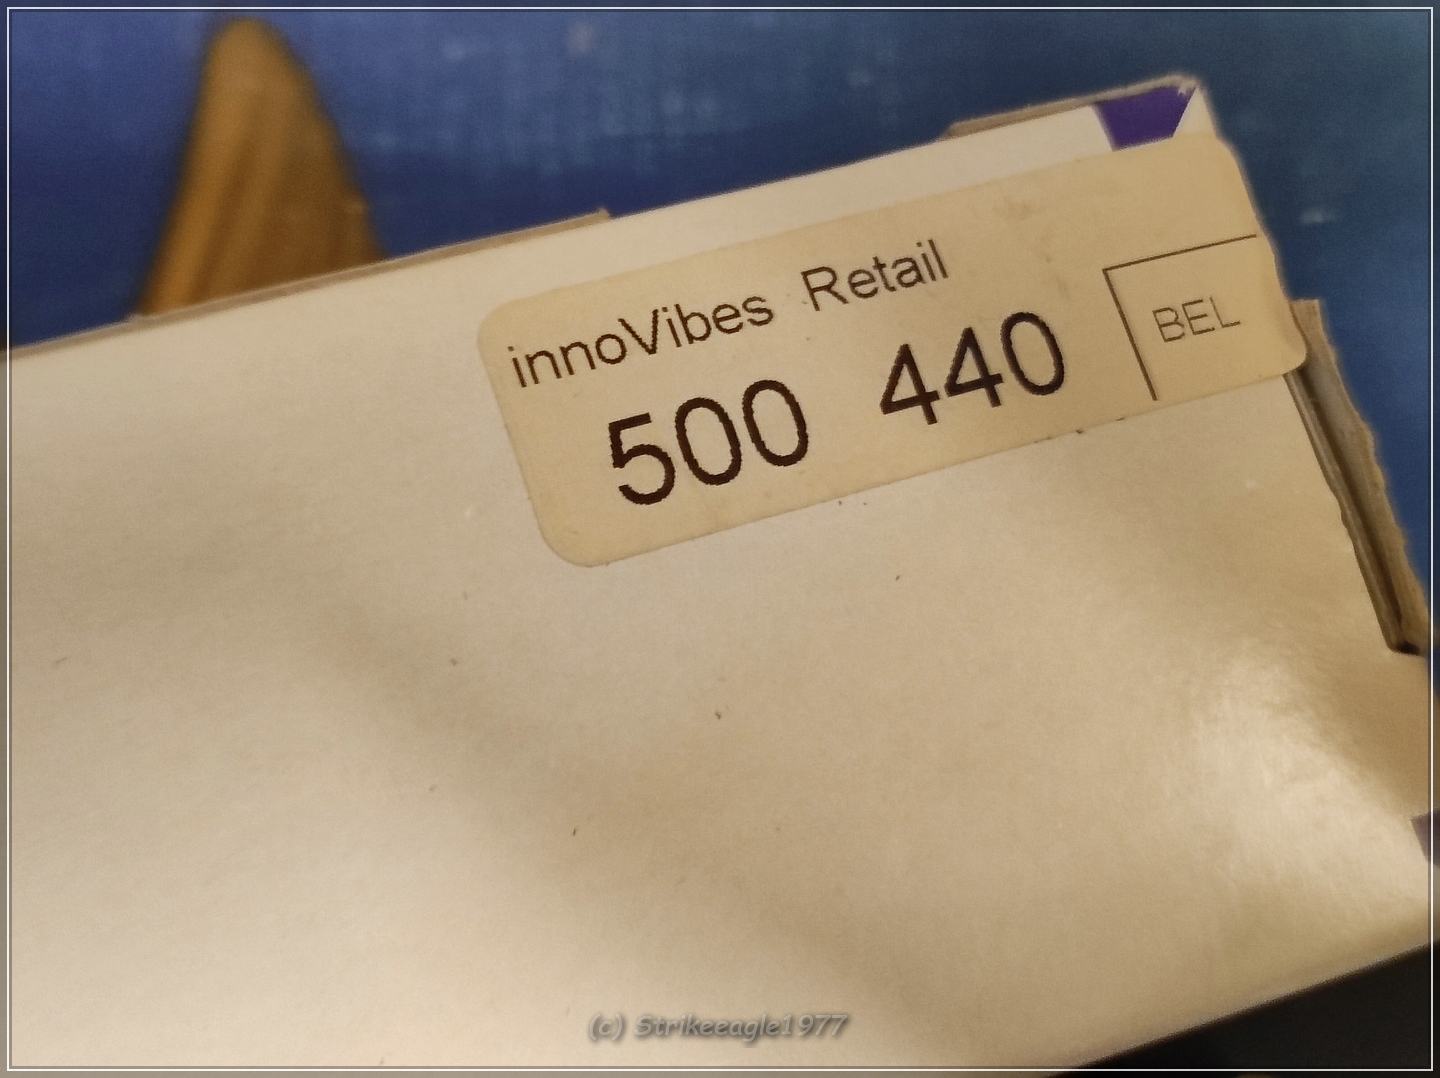 innoVibes Retail
500 440
BEL
(c) Strikeeagle1977